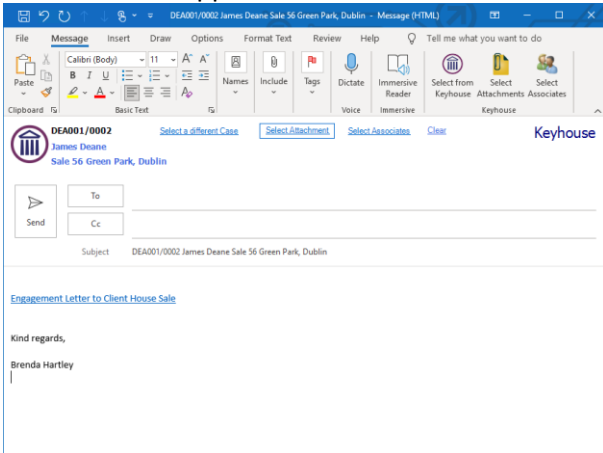 DEA001/0002 James Deane Sale 56 Green Park, Dublin – Message (HTML)
File Message Insert Draw Options Format Text Review Help Tell me what you want to do
Calibri (Body) 11 A A
B I U
A A
Paste Names Include Tags Dictate Immersive Reader Select from Keyhouse Select Attachments Select Associates
Clipboard Basic Text Voice Immersive Keyhouse
DEA001/0002 Select a different Case Select Attachment Select Associates Clear Keyhouse
James Deane
Sale 56 Green Park, Dublin
To
Send Cc
Subject DEA001/0002 James Deane Sale 56 Green Park, Dublin
Engagement Letter to Client House Sale
Kind regards,
Brenda Hartley